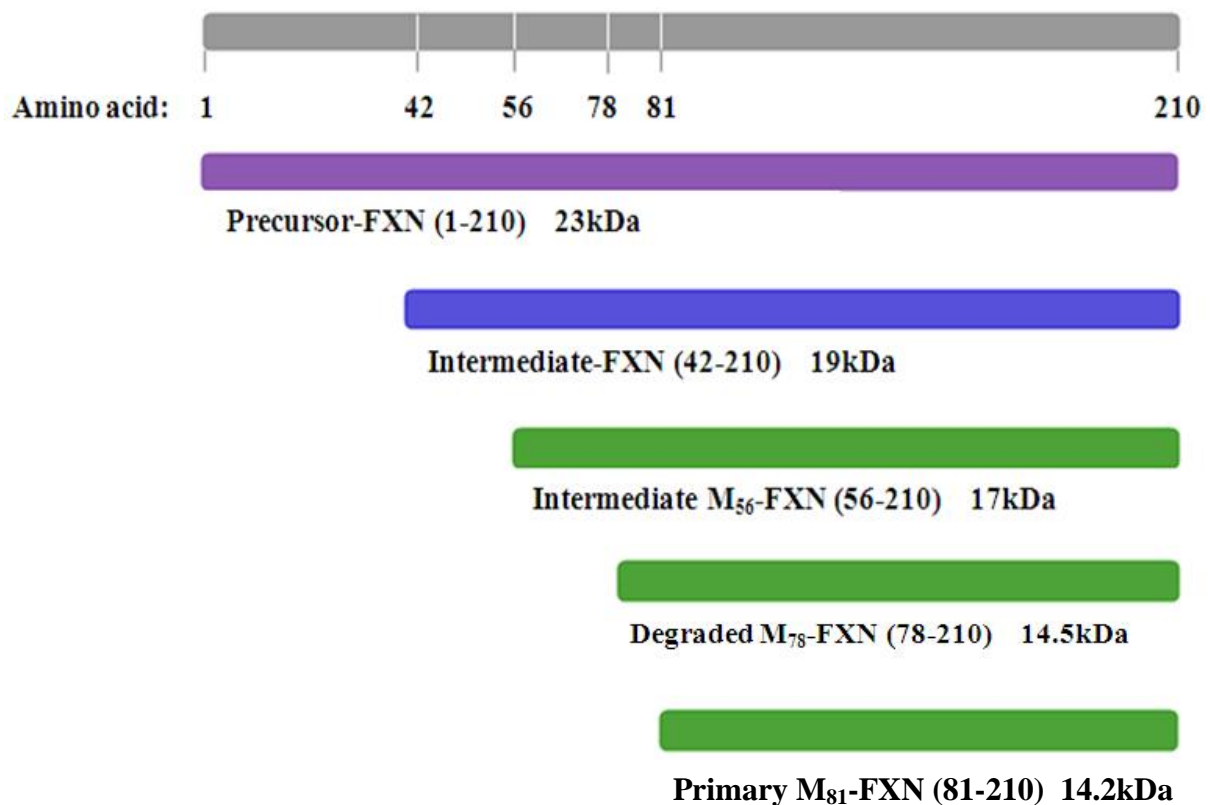 Amino acid: 1 42 56 78 81 210
Precursor-FXN (1-210) 23kDa
Intermediate-FXN (42-210) 19kDa
Intermediate M₅₆-FXN (56-210) 17kDa
Degraded M₇₈-FXN (78-210) 14.5kDa
Primary M₈₁-FXN (81-210) 14.2kDa